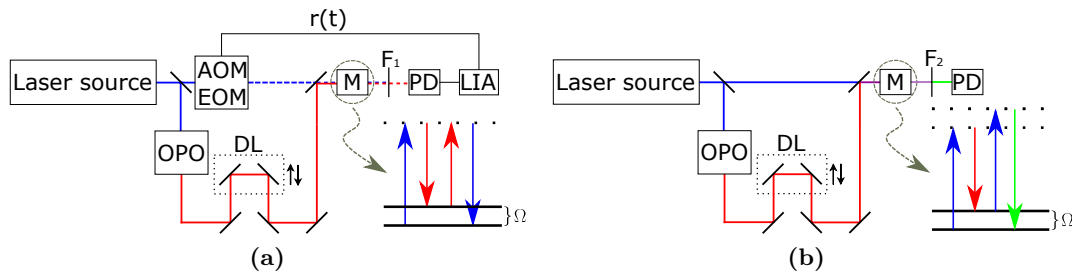 r(t)
Laser source
AOM
EOM
M
F₁
PD
LIA
OPO
DL
Ω
(a)
Laser source
M
F₂
PD
OPO
DL
Ω
(b)